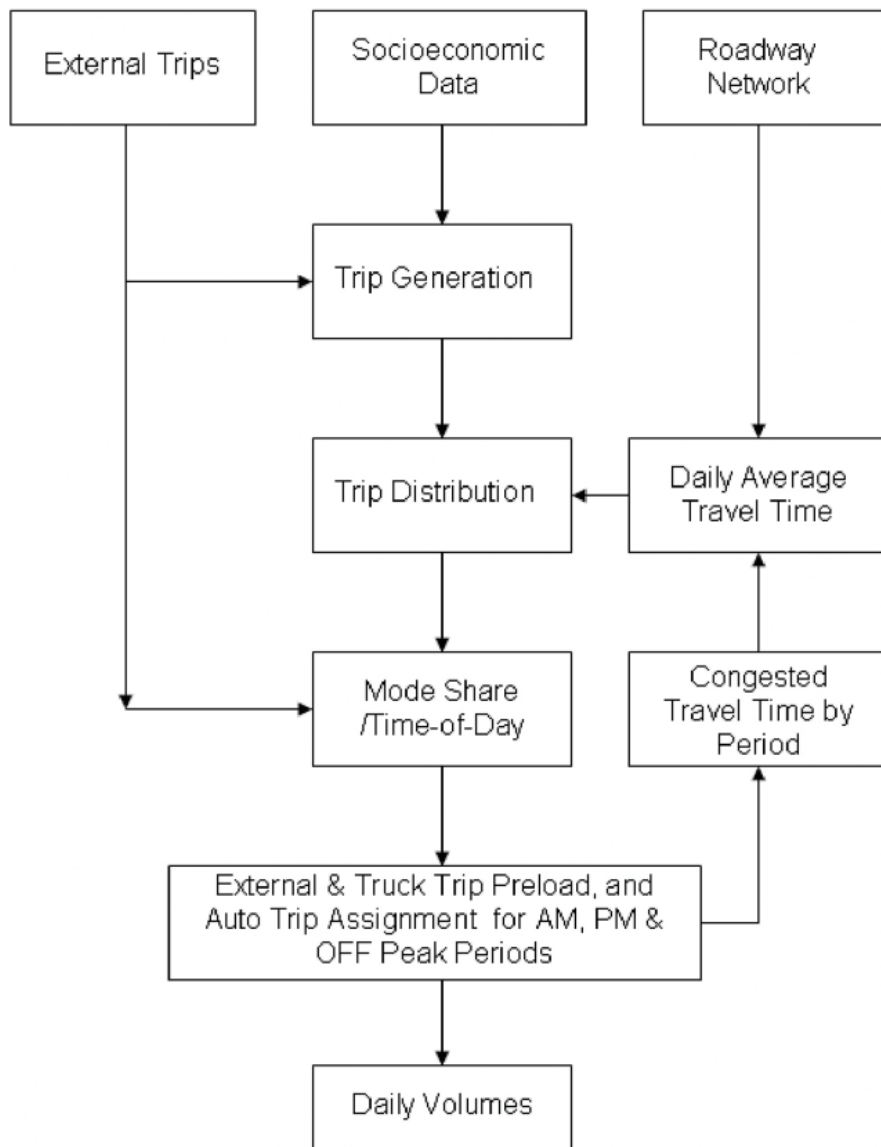 External Trips
Socioeconomic
Data
Roadway
Network
Trip Generation
Trip Distribution
Daily Average
Travel Time
Mode Share
/Time-of-Day
Congested
Travel Time by
Period
External & Truck Trip Preload, and
Auto Trip Assignment for AM, PM &
OFF Peak Periods
Daily Volumes